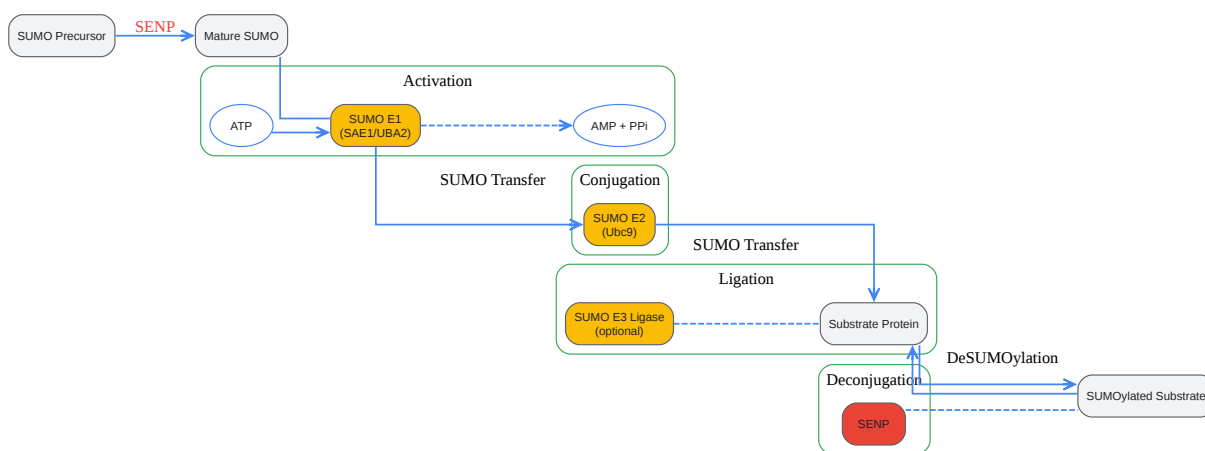 SUMO Precursor
SENP
Mature SUMO
Activation
ATP
SUMO E1
(SAE1/UBA2)
AMP + PPi
SUMO Transfer
Conjugation
SUMO E2
(Ubc9)
SUMO Transfer
Ligation
SUMO E3 Ligase
(optional)
Substrate Protein
DeSUMOylation
Deconjugation
SUMOylated Substrate
SENP